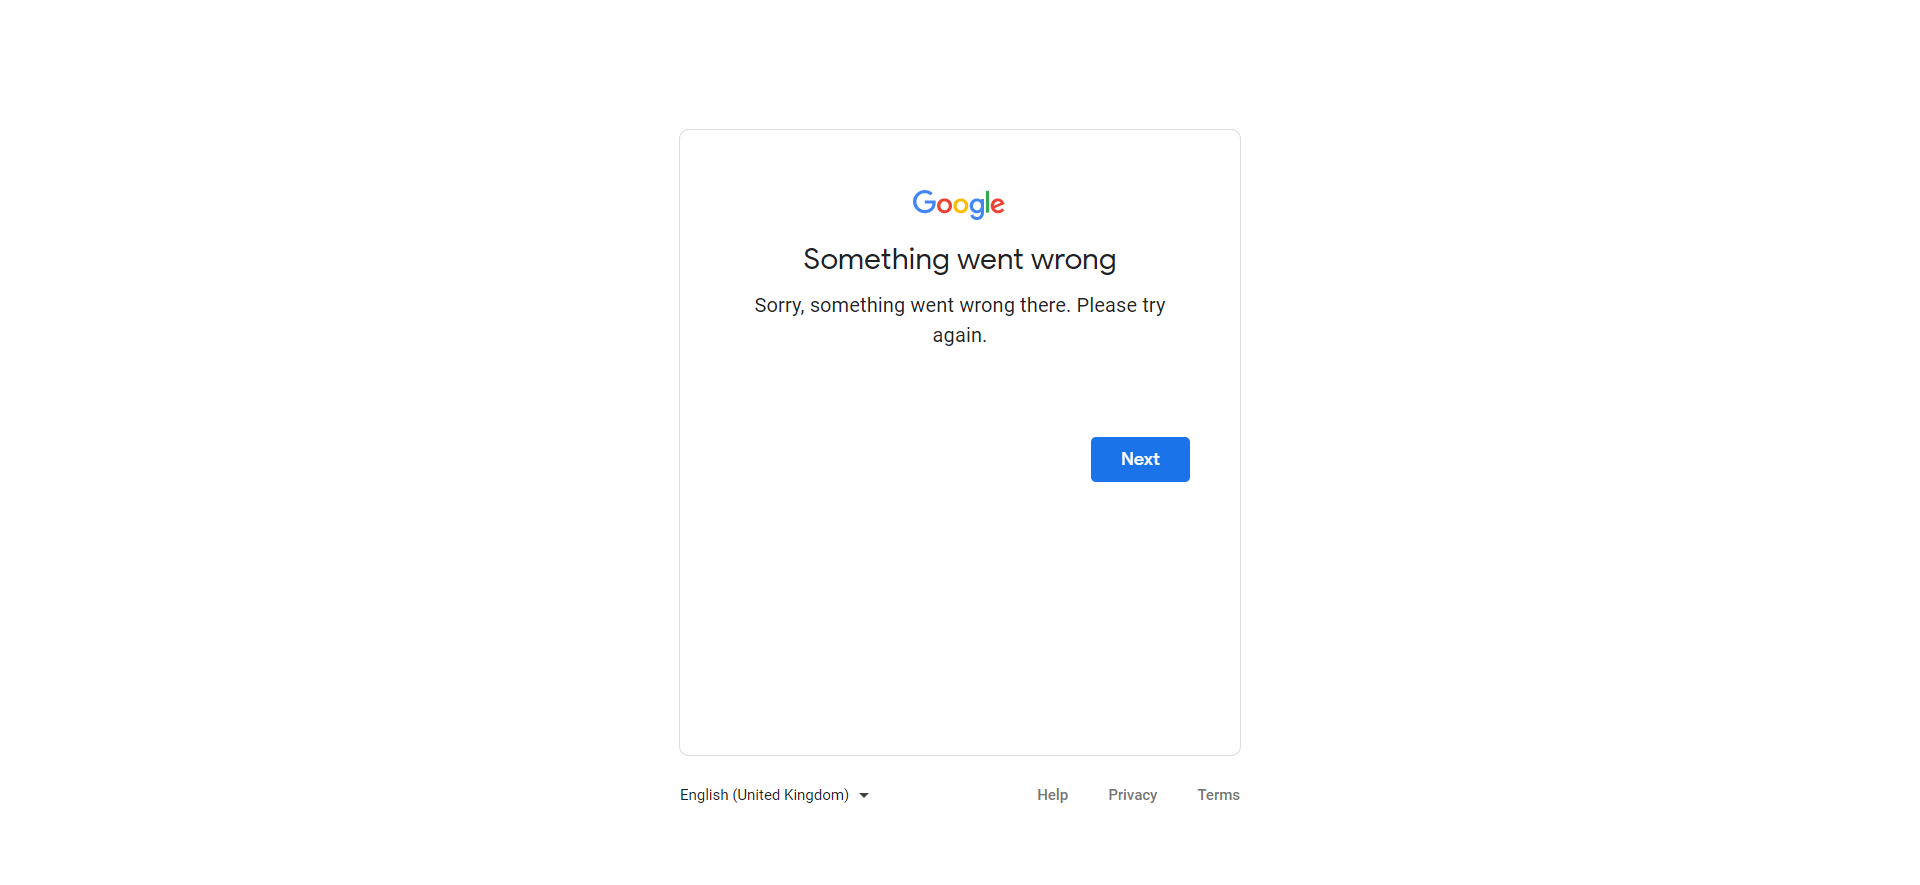 Google
Something went wrong
Sorry, something went wrong there. Please try
again.
Next
English (United Kingdom)
Help
Privacy
Terms